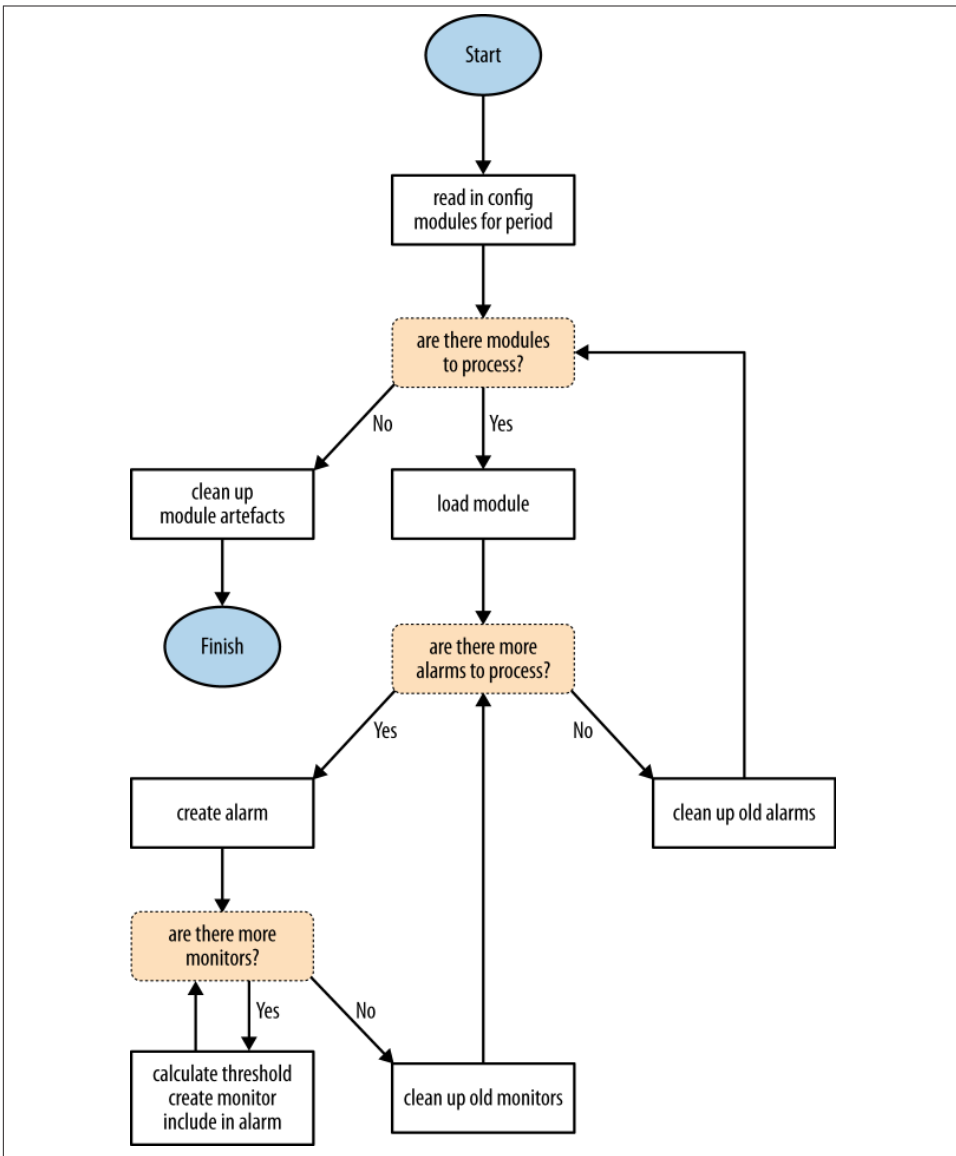 Start
read in config
modules for period
are there modules
to process?
No
Yes
clean up
module artefacts
load module
Finish
are there more
alarms to process?
Yes
No
create alarm
clean up old alarms
are there more
monitors?
Yes
No
calculate threshold
create monitor
include in alarm
clean up old monitors